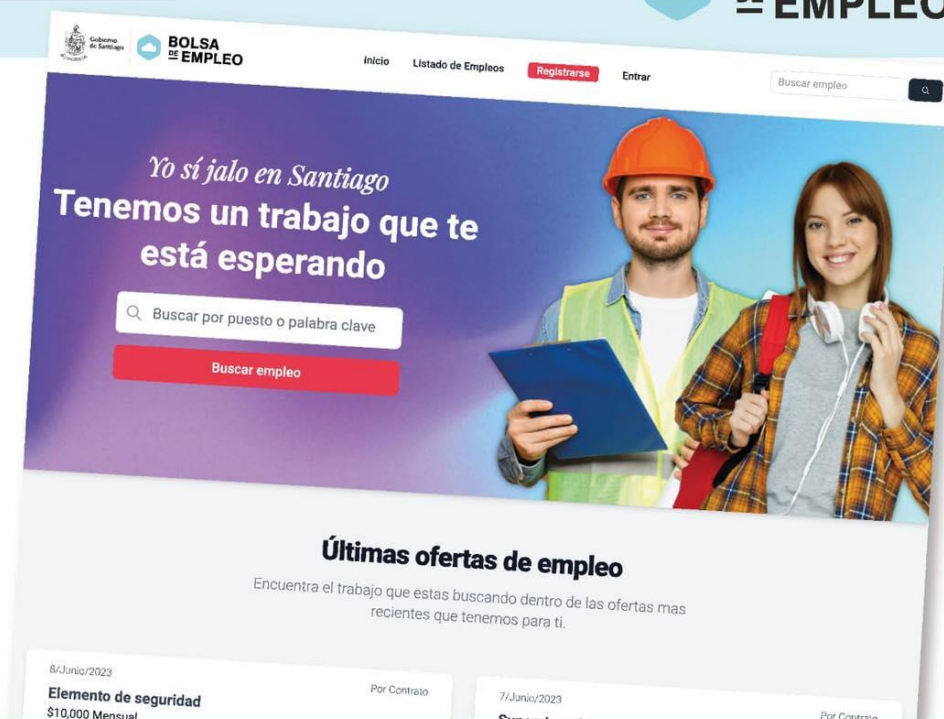 DE EMPLEO
Gobierno
de Santiago
BOLSA
DE EMPLEO
Inicio
Listado de Empleos
Registrarse
Entrar
Buscar empleo
Yo sí jalo en Santiago
Tenemos un trabajo que te
está esperando
Buscar por puesto o palabra clave
Buscar empleo
Últimas ofertas de empleo
Encuentra el trabajo que estas buscando dentro de las ofertas mas
recientes que tenemos para ti.
8/Junio/2023
Elemento de seguridad
Por Contrato
$10,000 Mensual
7/Junio/2023
Por Contrato